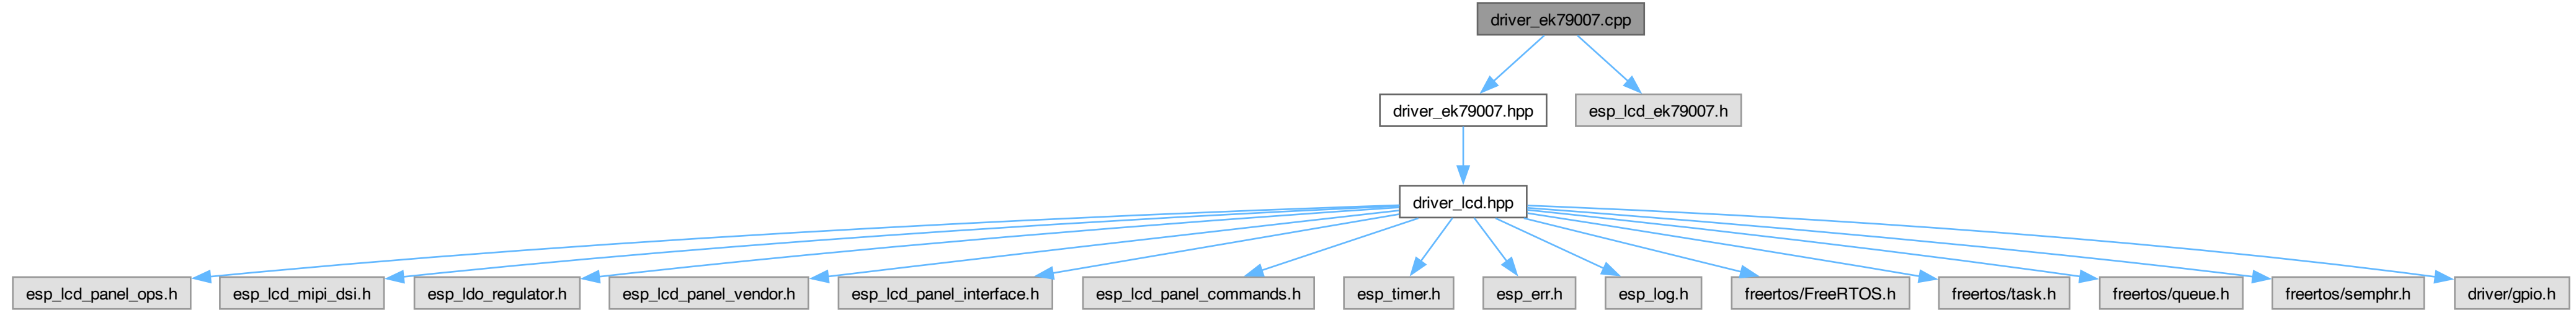 driver_ek79007.cpp
driver_ek79007.hpp
esp_lcd_ek79007.h
driver_lcd.hpp
esp_lcd_panel_ops.h
esp_lcd_mipi_dsi.h
esp_ldo_regulator.h
esp_lcd_panel_vendor.h
esp_lcd_panel_interface.h
esp_lcd_panel_commands.h
esp_timer.h
esp_err.h
esp_log.h
freertos/FreeRTOS.h
freertos/task.h
freertos/queue.h
freertos/semphr.h
driver/gpio.h